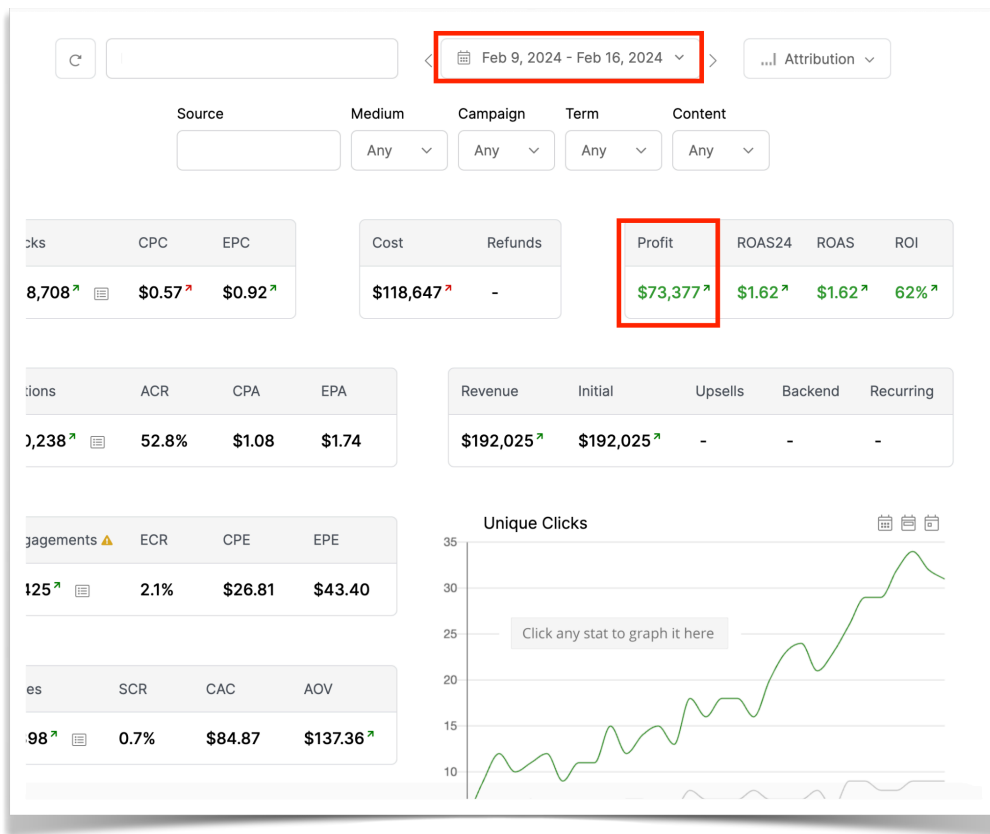 Feb 9, 2024 - Feb 16, 2024
Attribution
Source Medium Campaign Term Content
Any Any Any Any
cks CPC EPC
8,708 $0.57 $0.92
Cost Refunds
$118,647 -
Profit ROAS24 ROAS ROI
$73,377 $1.62 $1.62 62%
tions ACR CPA EPA
0,238 52.8% $1.08 $1.74
Revenue Initial Upsells Backend Recurring
$192,025 $192,025 - - -
gagements ECR CPE EPE
425 2.1% $26.81 $43.40
es SCR CAC AOV
398 0.7% $84.87 $137.36
Unique Clicks
35
30
25
Click any stat to graph it here
20
15
10